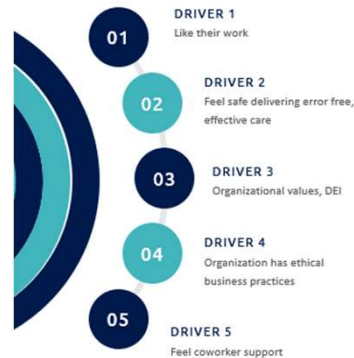 01
DRIVER 1
Like their work
02
DRIVER 2
Feel safe delivering error free,
effective care
03
DRIVER 3
Organizational values, DEI
04
DRIVER 4
Organization has ethical
business practices
05
DRIVER 5
Feel coworker support